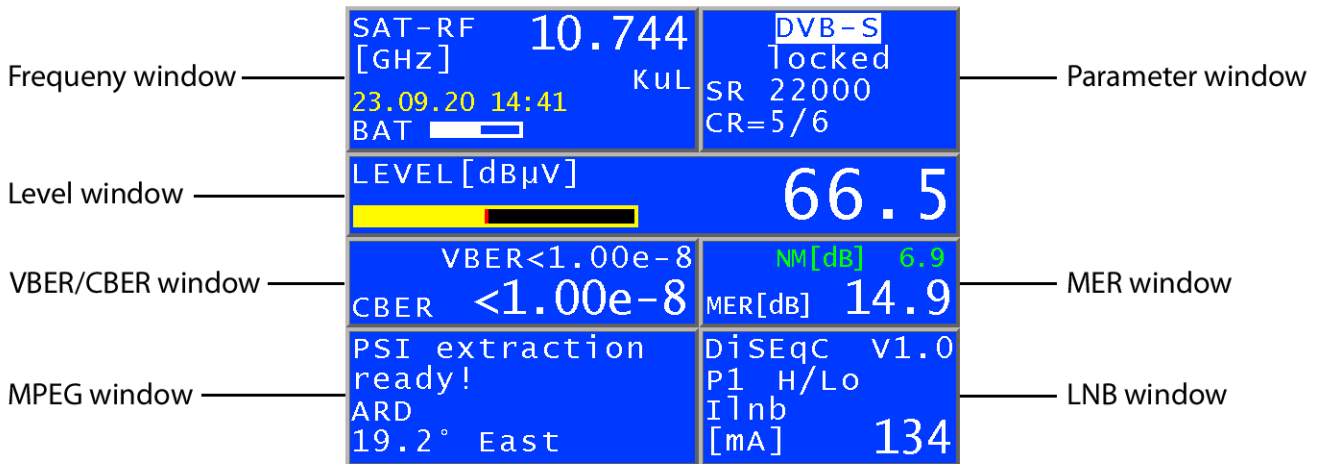 Frequeny window
SAT-RF 10.744
[GHz]
KuL
23.09.20 14:41
BAT
DVB-S
locked
SR 22000
CR=5/6
Parameter window
Level window
LEVEL[dBµV]
66.5
VBER/CBER window
VBER<1.00e-8
CBER <1.00e-8
NM[dB] 6.9
MER[dB] 14.9
MER window
MPEG window
PSI extraction
ready!
ARD
19.2° East
DiSEqC V1.0
P1 H/Lo
Ilnb
[mA] 134
LNB window